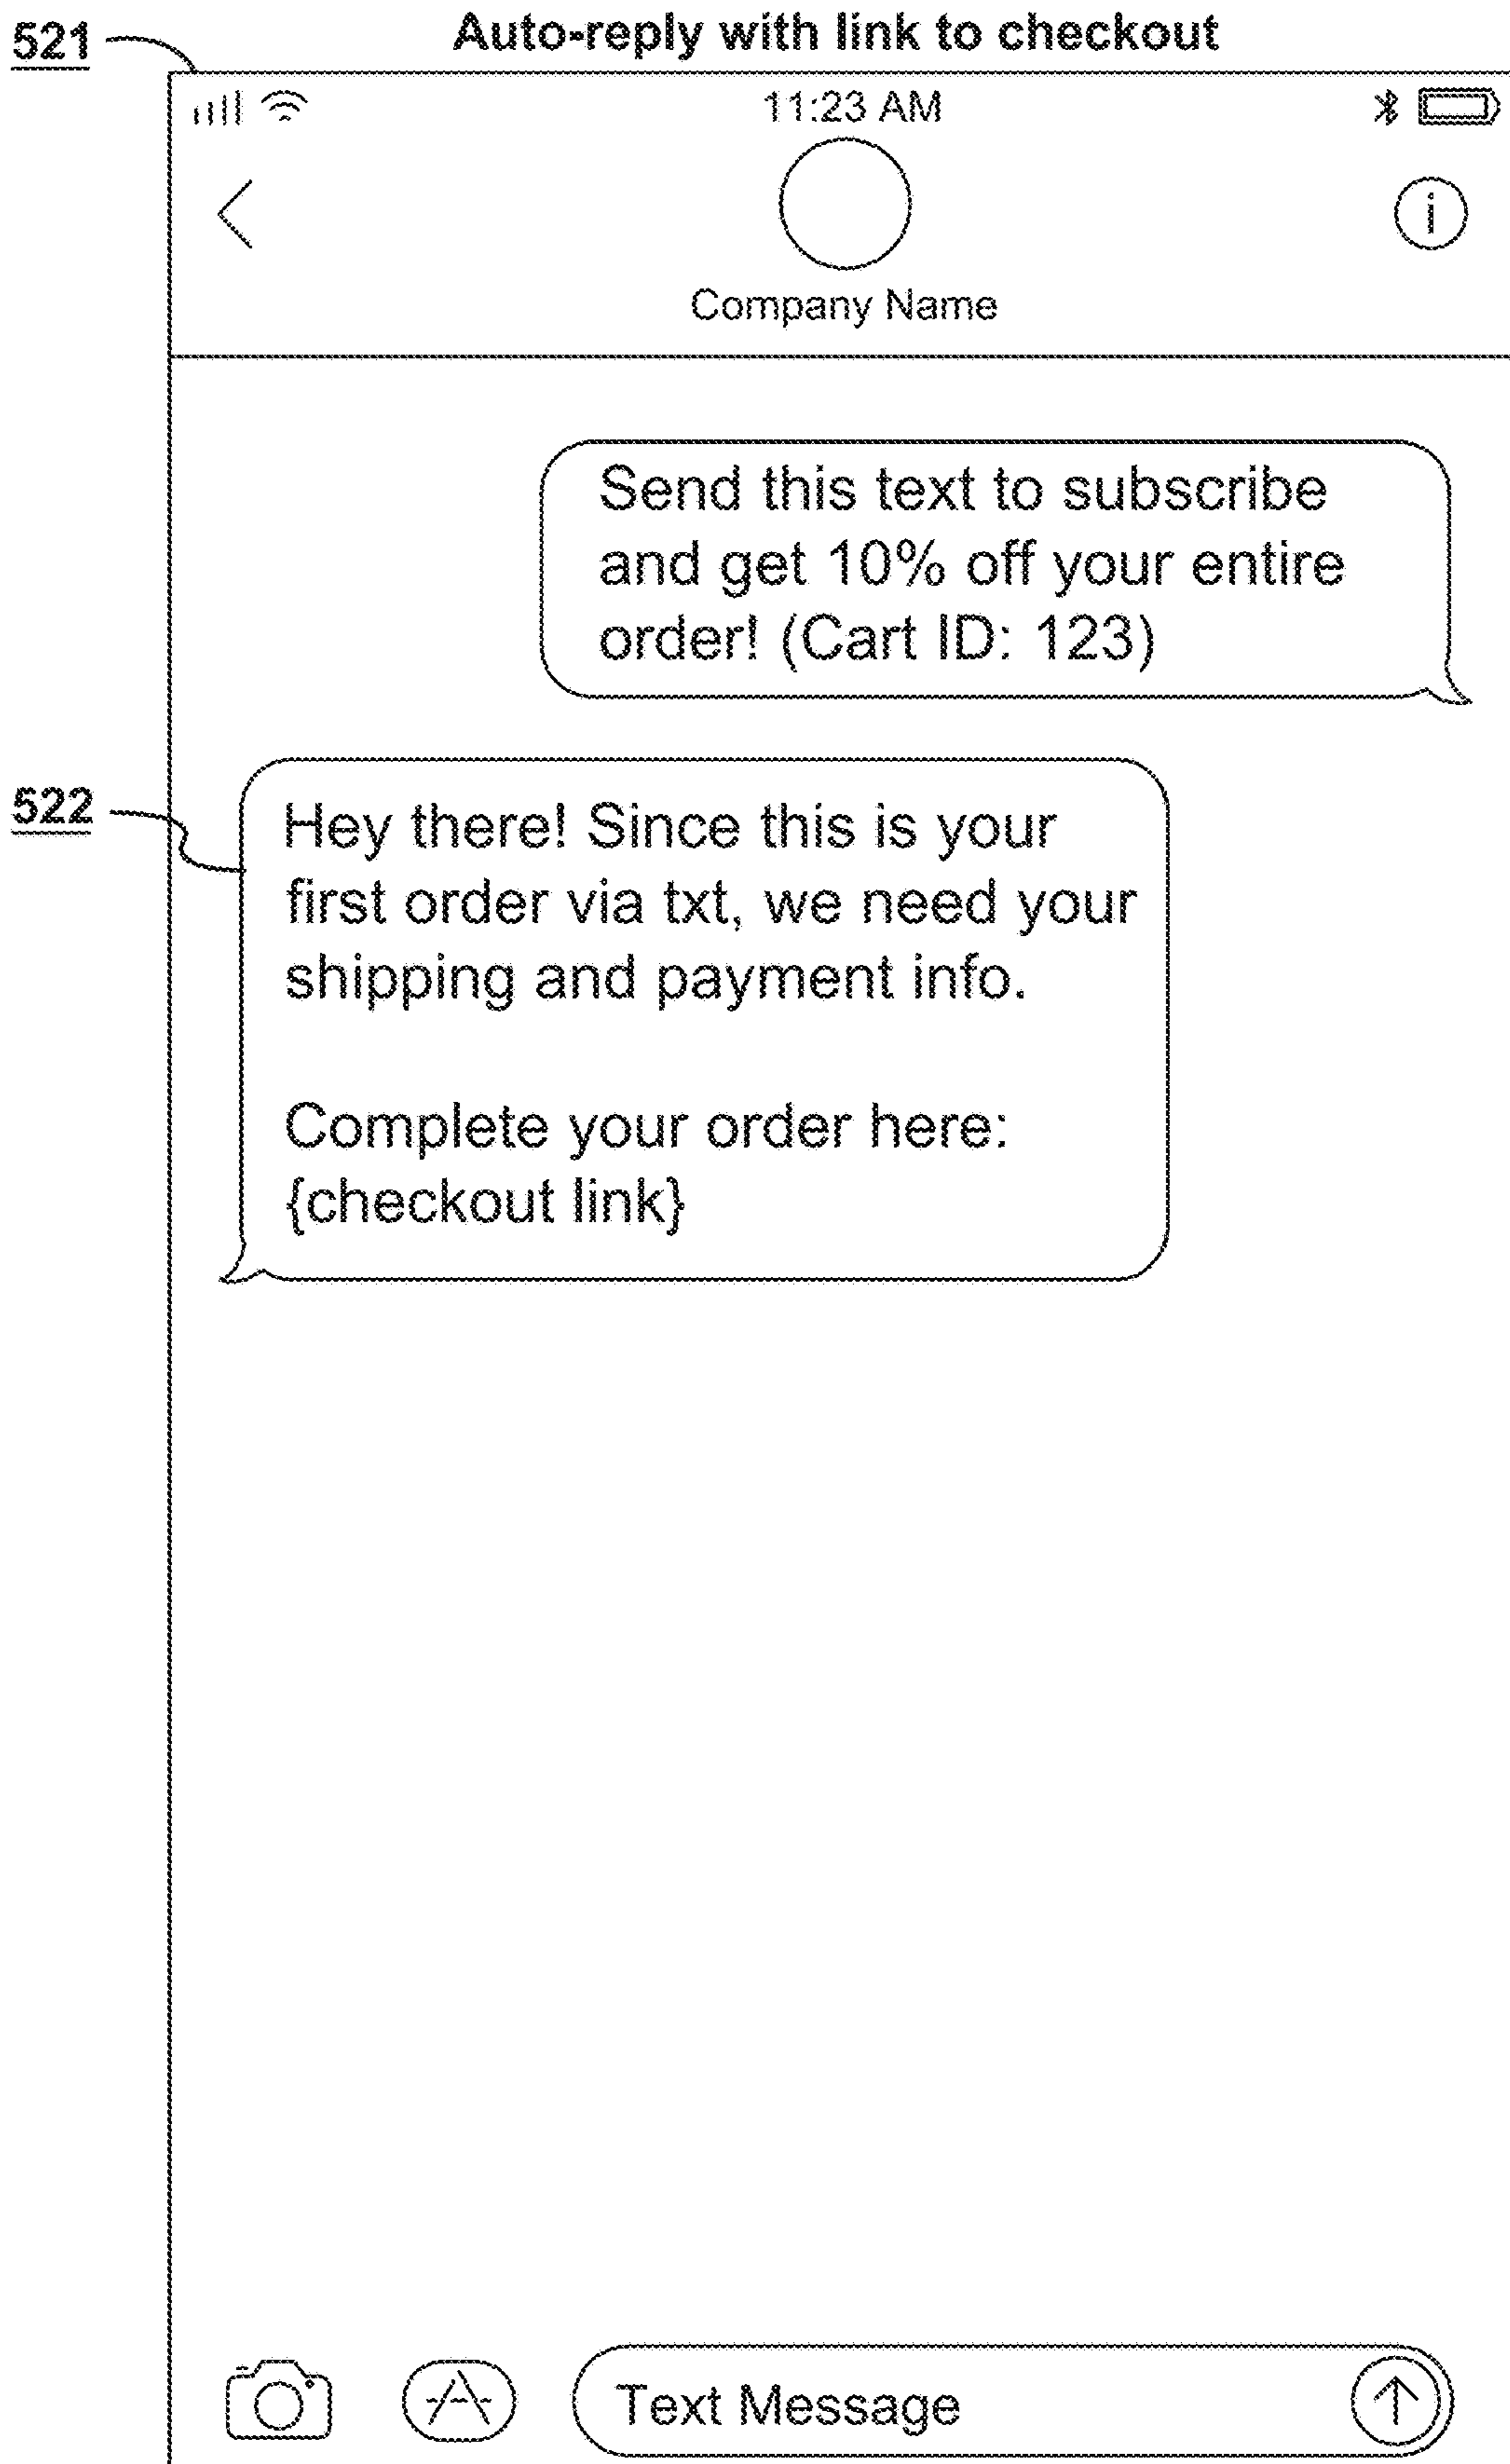 521
Auto-reply with link to checkout
11:23 AM
i
Company Name
Send this text to subscribe
and get 10% off your entire
order! (Cart ID: 123)
522
Hey there! Since this is your
first order via txt, we need your
shipping and payment info.
Complete your order here:
{checkout link}
Text Message